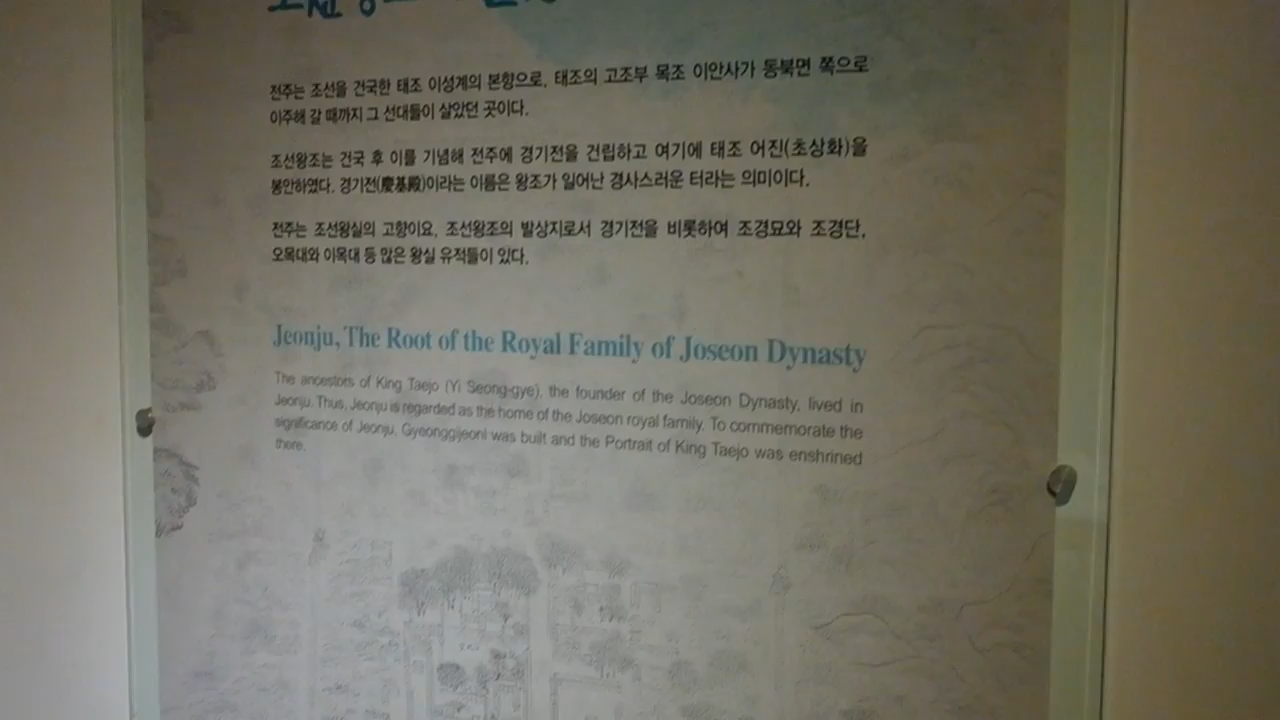 전주는 조선을 건국한 태조 이성계의 본향으로, 태조의 고조부 목조 이안사가 동북면 쪽으로
이주해 갈 때까지 그 선대들이 살았던 곳이다.
조선왕조는 건국 후 이를 기념해 전주에 경기전을 건립하고 여기에 태조 어진(초상화)을
봉안하였다. 경기전(慶基殿)이라는 이름은 왕조가 일어난 경사스러운 터라는 의미이다.
전주는 조선왕실의 고향이요, 조선왕조의 발상지로서 경기전을 비롯하여 조경묘와 조경단,
오목대와 이목대 등 많은 왕실 유적들이 있다.
Jeonju, The Root of the Royal Family of Joseon Dynasty
The ancestors of King Taejo (Yi Seong-gye), the founder of the Joseon Dynasty, lived in
Jeonju. Thus, Jeonju is regarded as the home of the Joseon royal family. To commemorate the
significance of Jeonju, Gyeonggijeonl was built and the Portrait of King Taejo was enshrined
there.